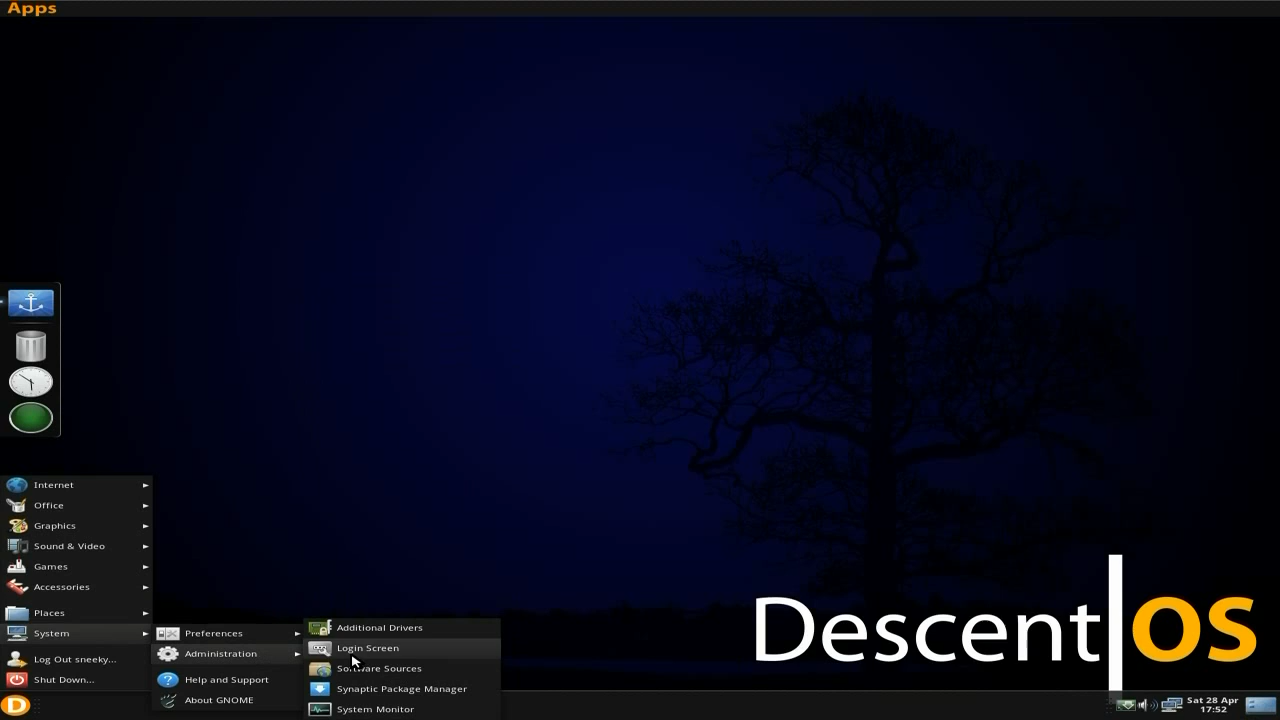 Apps
Internet
Office
Graphics
Sound & Video
Games
Accessories
Places
System
Log Out sneeky...
Shut Down...
Preferences
Administration
Help and Support
About GNOME
Additional Drivers
Login Screen
Software Sources
Synaptic Package Manager
System Monitor
Descent|OS
D
Sat 28 Apr
17:52